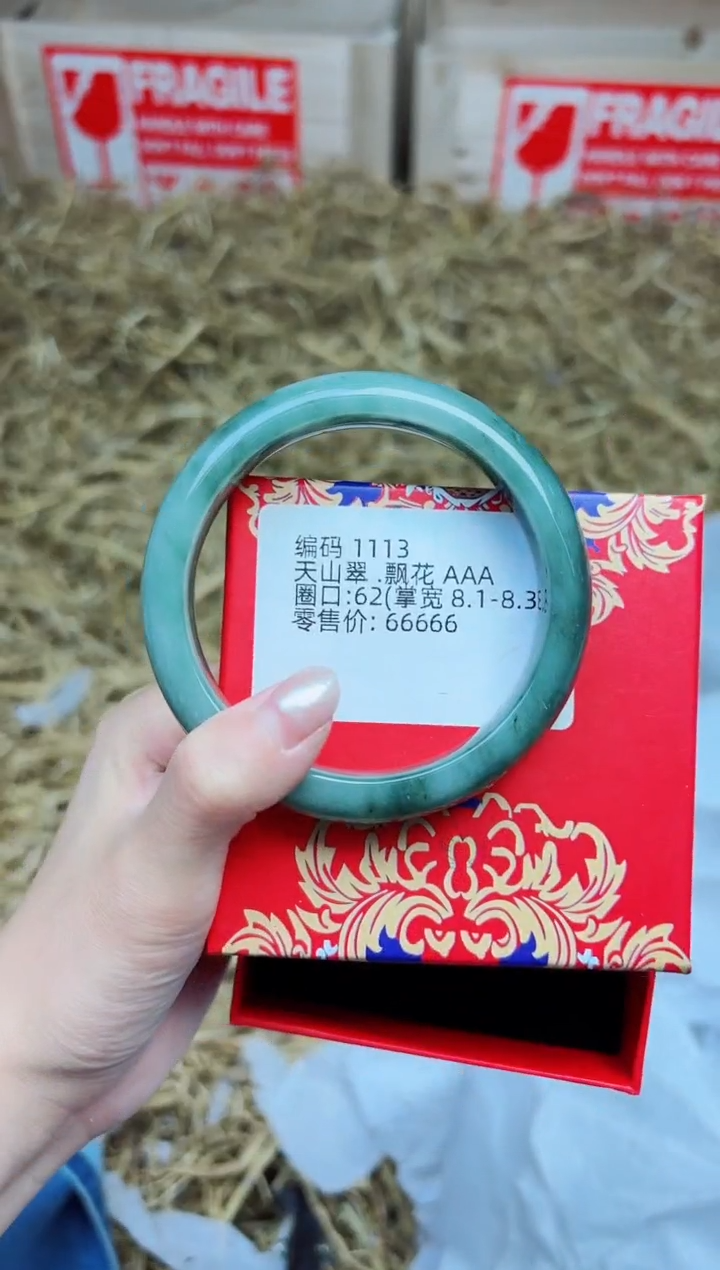 FRAGILE
FRAGIL
编码 1113
天山翠 .飘花 AAA
圈口:62(掌宽 8.1-8.3
零售价: 66666